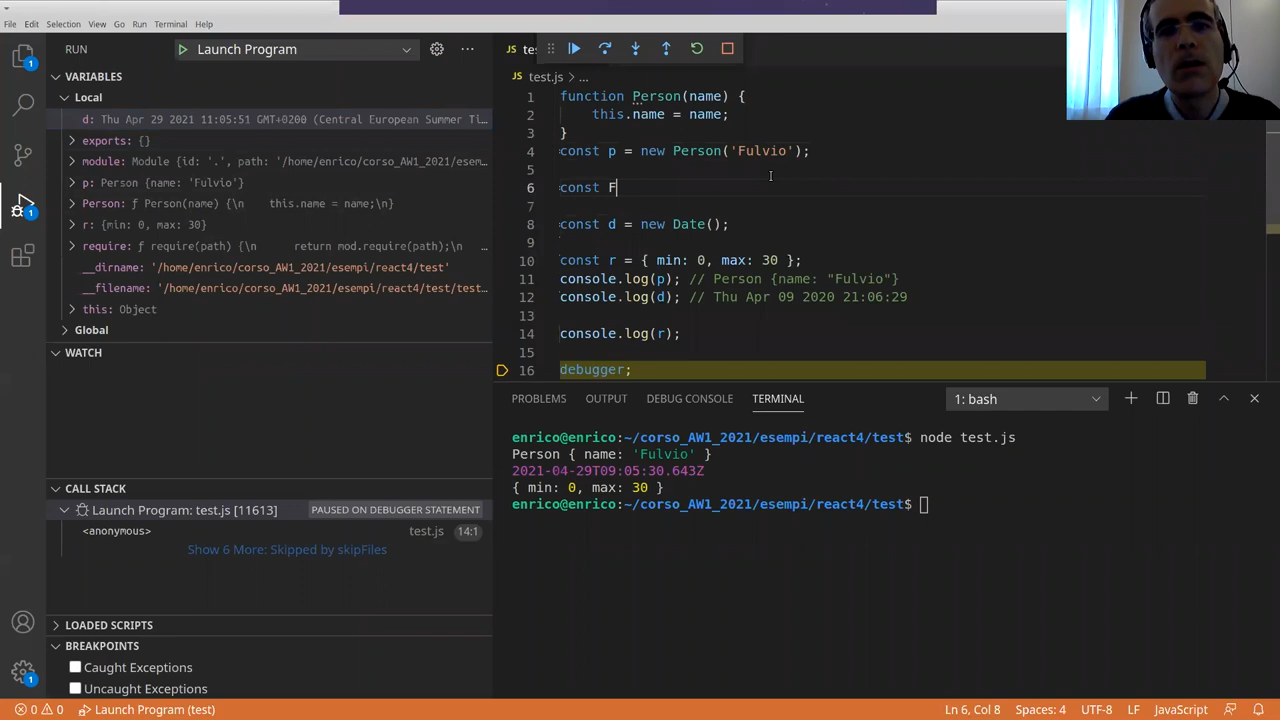 File Edit Selection View Go Run Terminal Help
RUN
Launch Program
VARIABLES
Local
d: Thu Apr 29 2021 11:05:51 GMT+0200 (Central European Summer Ti…
exports: {}
module: Module {id: '.', path: '/home/enrico/corso_AW1_2021/esem…
p: Person {name: 'Fulvio'}
Person: ƒ Person(name) {\n    this.name = name;\n}
r: {min: 0, max: 30}
require: ƒ require(path) {\n      return mod.require(path);\n    …
__dirname: '/home/enrico/corso_AW1_2021/esempi/react4/test'
__filename: '/home/enrico/corso_AW1_2021/esempi/react4/test/test…
this: Object
Global
WATCH
CALL STACK
Launch Program: test.js [11613] PAUSED ON DEBUGGER STATEMENT
<anonymous> test.js 14:1
Show 6 More: Skipped by skipFiles
LOADED SCRIPTS
BREAKPOINTS
Caught Exceptions
Uncaught Exceptions
JS
JS test.js > ...
1 function Person(name) {
2     this.name = name;
3 }
4 const p = new Person('Fulvio');
5
6 const F
7
8 const d = new Date();
9
10 const r = { min: 0, max: 30 };
11 console.log(p); // Person {name: "Fulvio"}
12 console.log(d); // Thu Apr 09 2020 21:06:29
13
14 console.log(r);
15
16 debugger;
PROBLEMS OUTPUT DEBUG CONSOLE TERMINAL 1: bash
enrico@enrico:~/corso_AW1_2021/esempi/react4/test$ node test.js
Person { name: 'Fulvio' }
2021-04-29T09:05:30.643Z
{ min: 0, max: 30 }
enrico@enrico:~/corso_AW1_2021/esempi/react4/test$
1
1
1
0 0 Launch Program (test) Ln 6, Col 8 Spaces: 4 UTF-8 LF JavaScript